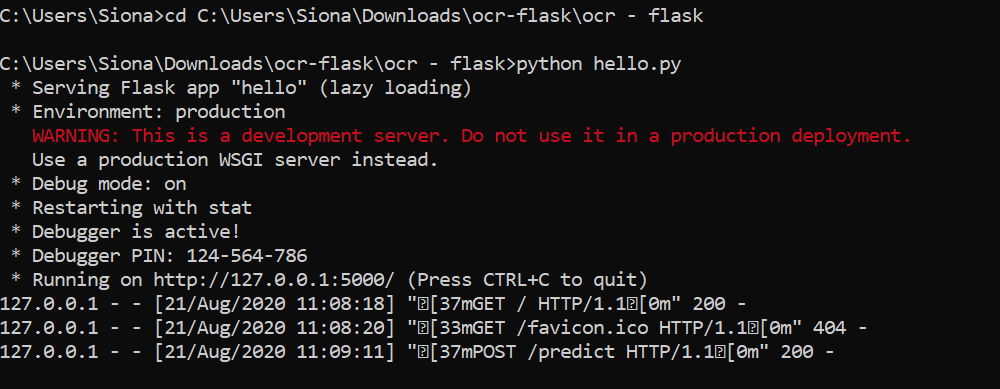 C:\Users\Siona>cd C:\Users\Siona\Downloads\ocr-flask\ocr - flask
C:\Users\Siona\Downloads\ocr-flask\ocr - flask>python hello.py
* Serving Flask app "hello" (lazy loading)
* Environment: production
WARNING: This is a development server. Do not use it in a production deployment.
Use a production WSGI server instead.
* Debug mode: on
* Restarting with stat
* Debugger is active!
* Debugger PIN: 124-564-786
* Running on http://127.0.0.1:5000/ (Press CTRL+C to quit)
127.0.0.1 - - [21/Aug/2020 11:08:18] "␛[37mGET / HTTP/1.1␛[0m" 200 -
127.0.0.1 - - [21/Aug/2020 11:08:20] "␛[33mGET /favicon.ico HTTP/1.1␛[0m" 404 -
127.0.0.1 - - [21/Aug/2020 11:09:11] "␛[37mPOST /predict HTTP/1.1␛[0m" 200 -